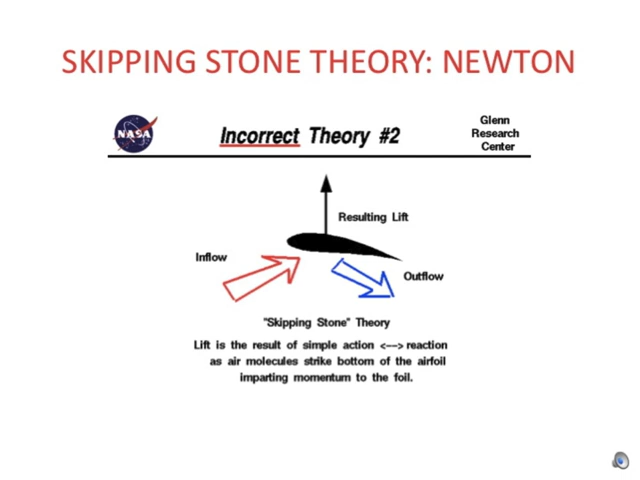 SKIPPING STONE THEORY: NEWTON
NASA
Incorrect Theory #2
Glenn
Research
Center
Resulting Lift
Inflow
Outflow
"Skipping Stone" Theory
Lift is the result of simple action <--> reaction
as air molecules strike bottom of the airfoil
imparting momentum to the foil.